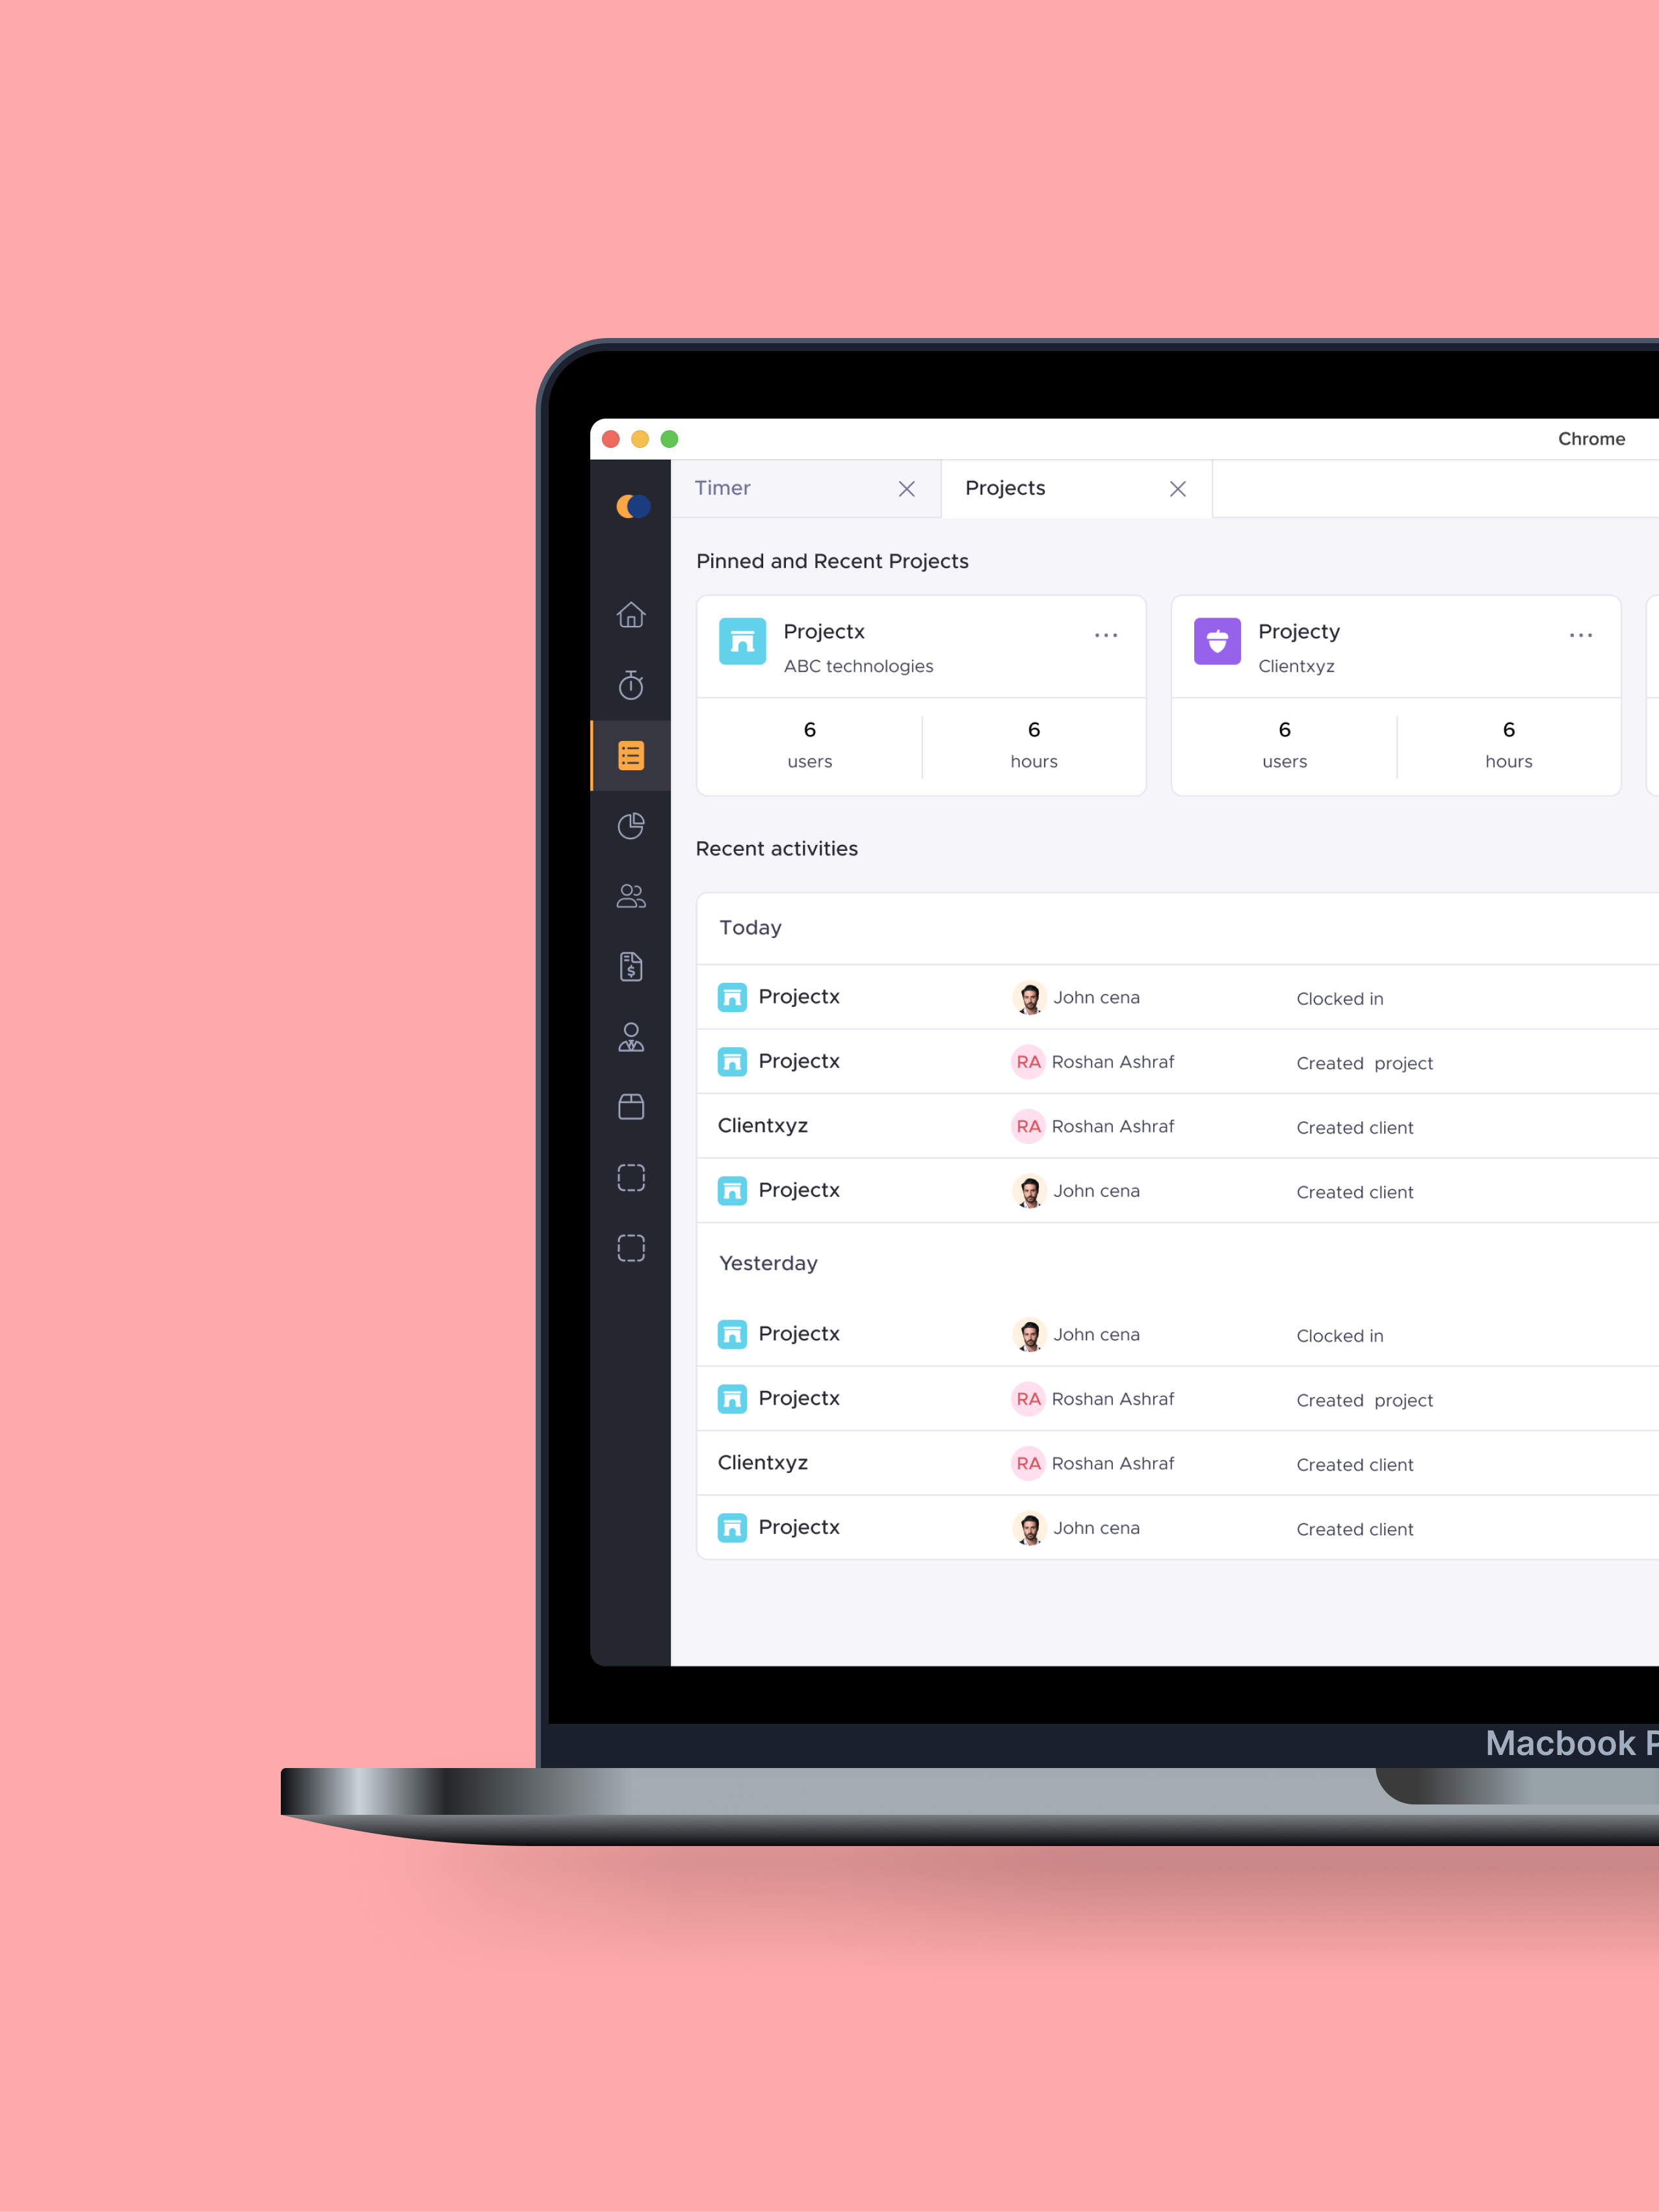 Chrome
Timer
Projects
Pinned and Recent Projects
Projectx
ABC technologies
6 users
6 hours
Projecty
Clientxyz
6 users
6 hours
Recent activities
Today
Projectx John cena Clocked in
Projectx RA Roshan Ashraf Created project
Clientxyz RA Roshan Ashraf Created client
Projectx John cena Created client
Yesterday
Projectx John cena Clocked in
Projectx RA Roshan Ashraf Created project
Clientxyz RA Roshan Ashraf Created client
Projectx John cena Created client
Macbook P